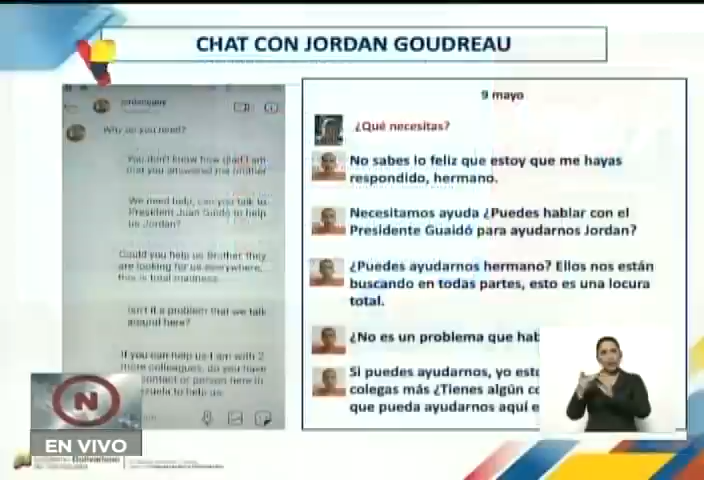 CHAT CON JORDAN GOUDREAU
Why do you need?
You don't know how glad I am
that you answered me brother
We need help, can you talk to
President Juan Guidó to help
us Jordan?
Could you help us Brother they
are looking for us everywhere,
this is total madness
Isn't it a problem that we talk
around here?
If you can help us I am with 2
more colleagues, do you have
contact or person here in
to help us
9 mayo
¿Qué necesitas?
No sabes lo feliz que estoy que me hayas
respondido, hermano.
Necesitamos ayuda ¿Puedes hablar con el
Presidente Guaidó para ayudarnos Jordan?
¿Puedes ayudarnos hermano? Ellos nos están
buscando en todas partes, esto es una locura
total.
¿No es un problema que hab
Si puedes ayudarnos, yo esto
colegas más ¿Tienes algún co
que pueda ayudarnos aquí e
N
EN VIVO
Bolivariano